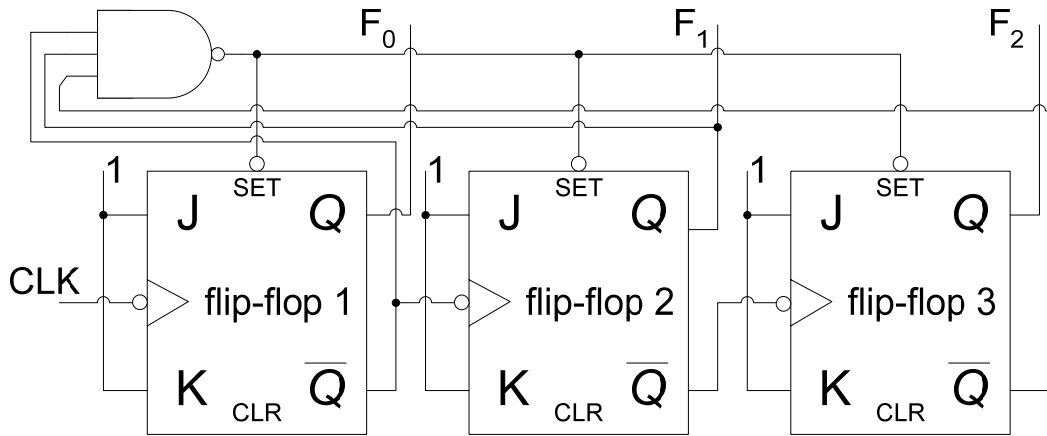 F₀ F₁ F₂
1 SET 1 SET 1 SET
J Q J Q J Q
CLK flip-flop 1 flip-flop 2 flip-flop 3
K Q̅ K Q̅ K Q̅
CLR CLR CLR